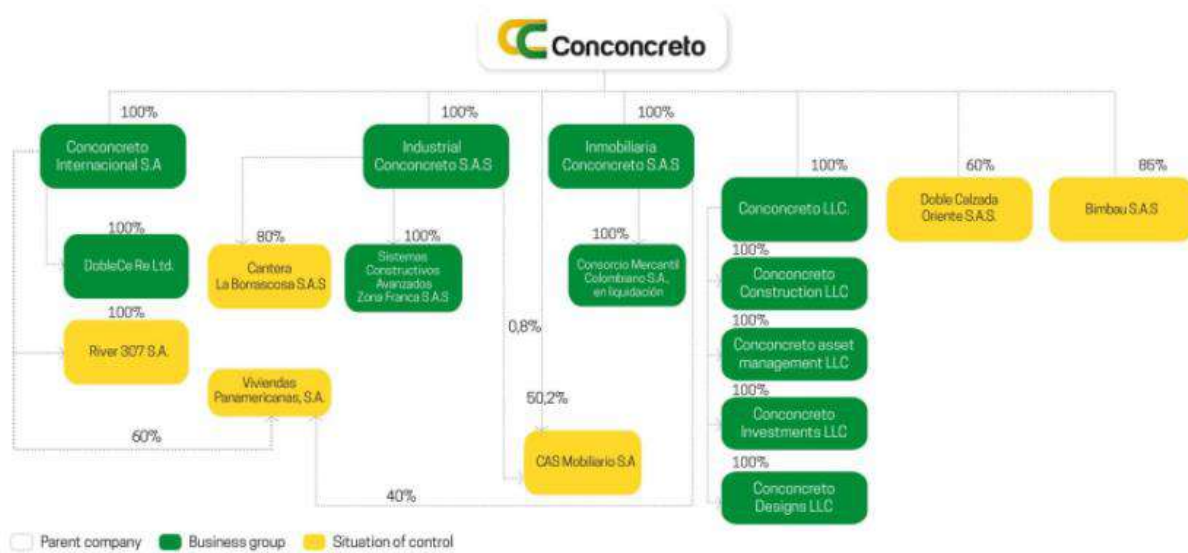 Conconcreto
100%
100%
100%
Conconcreto
Internacional S.A
Industrial
Conconcreto S.A.S
Inmobiliaria
Conconcreto S.A.S
100%
60%
85%
Conconcreto LLC.
Doble Calzada
Oriente S.A.S.
Bimbau S.A.S
100%
DobleCe Re Ltd.
80%
Cantera
La Borrascosa S.A.S
100%
Sistemas
Constructivos
Avanzados
Zona Franca S.A.S
100%
Consorcio Mercantil
Colombiano S.A.,
en liquidación
100%
Conconcreto
Construction LLC
100%
River 307 S.A.
0,8%
100%
Conconcreto asset
management LLC
Viviendas
Panamericanas, S.A.
50,2%
100%
Conconcreto
Investments LLC
60%
CAS Mobiliario S.A
40%
100%
Conconcreto
Designs LLC
Parent company
Business group
Situation of control